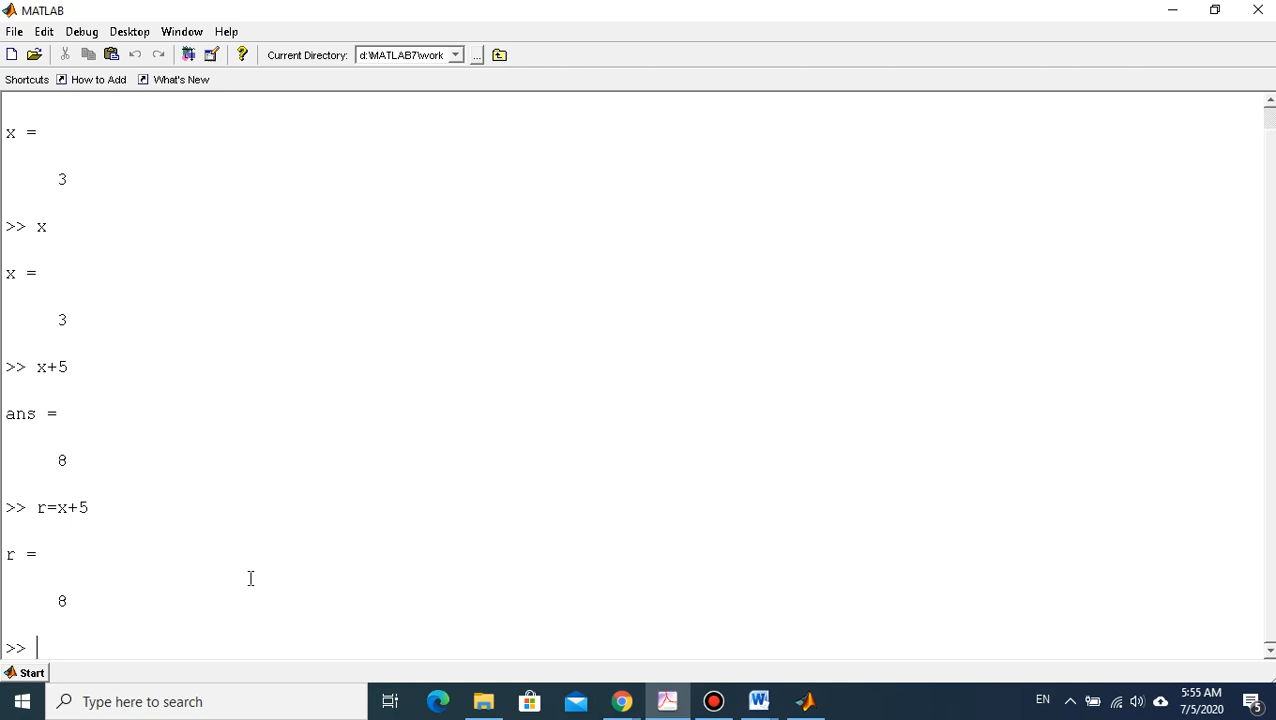 MATLAB
File Edit Debug Desktop Window Help
Current Directory: d:\MATLAB7\work ...
Shortcuts How to Add What's New
x =
3
>> x
x =
3
>> x+5
ans =
8
>> r=x+5
r =
8
>>
Start
Type here to search
EN
5:55 AM
7/5/2020
5